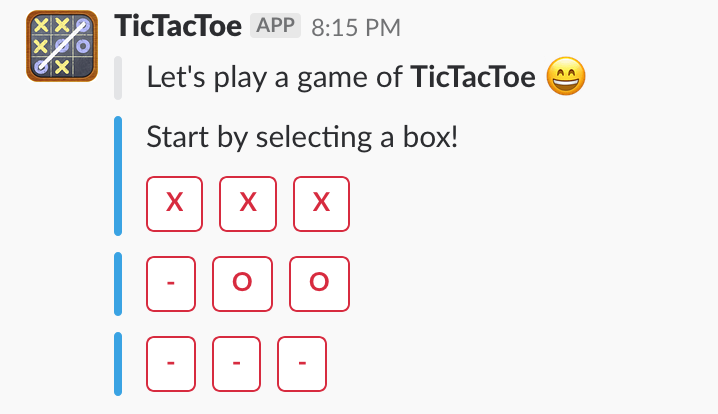 TicTacToe APP 8:15 PM
Let's play a game of TicTacToe 😄
Start by selecting a box!
X X X
- O O
- - -